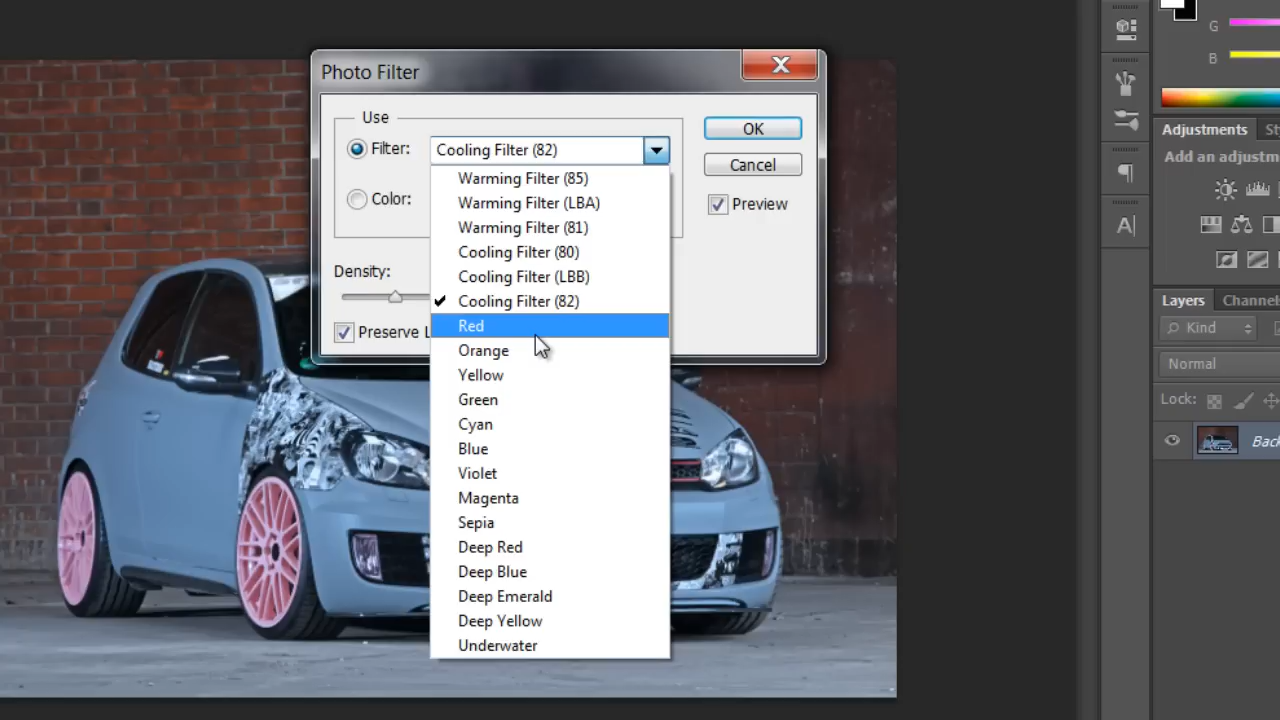 Photo Filter
Use
Filter:
Cooling Filter (82)
OK
Color:
Cancel
Preview
Density:
Preserve L
Warming Filter (85)
Warming Filter (LBA)
Warming Filter (81)
Cooling Filter (80)
Cooling Filter (LBB)
Cooling Filter (82)
Red
Orange
Yellow
Green
Cyan
Blue
Violet
Magenta
Sepia
Deep Red
Deep Blue
Deep Emerald
Deep Yellow
Underwater
G
B
Adjustments
St
Add an adjustm
Layers
Channel
Kind
Normal
Lock:
Back